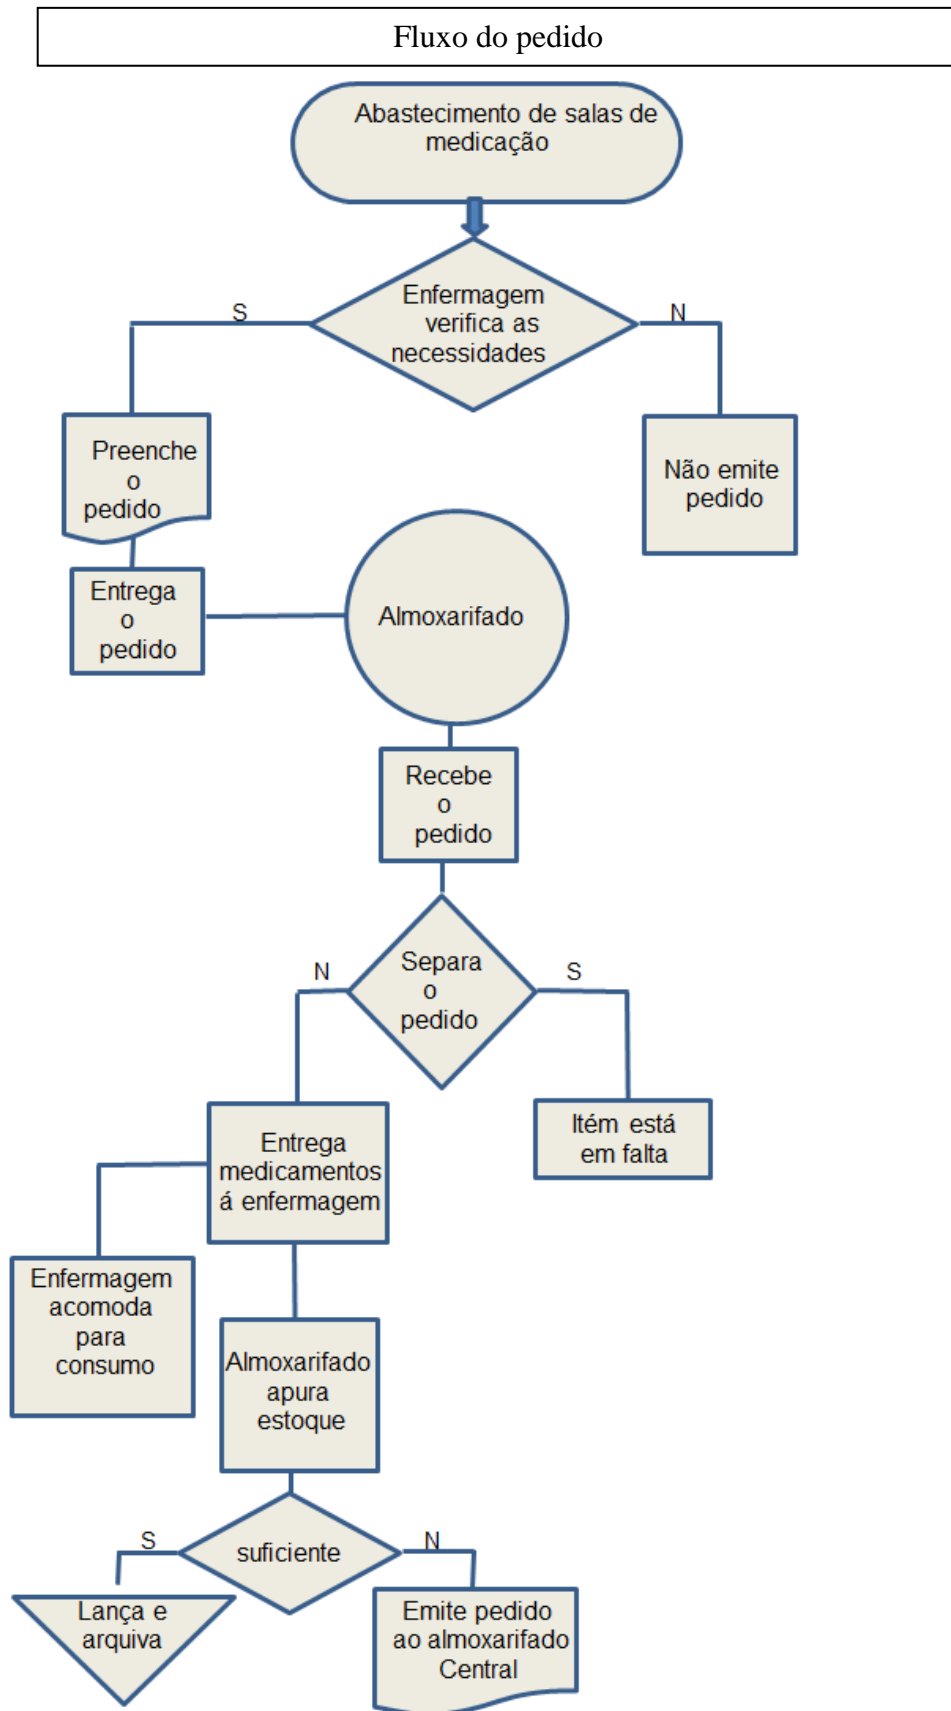 Fluxo do pedido
Abastecimento de salas de
medicação
Enfermagem
verifica as
necessidades
S
N
Preenche
o
pedido
Não emite
pedido
Entrega
o
pedido
Almoxarifado
Recebe
o
pedido
Separa
o
pedido
N
S
Entrega
medicamentos
á enfermagem
Itém está
em falta
Enfermagem
acomoda
para
consumo
Almoxarifado
apura
estoque
suficiente
S
N
Lança e
arquiva
Emite pedido
ao almoxarifado
Central